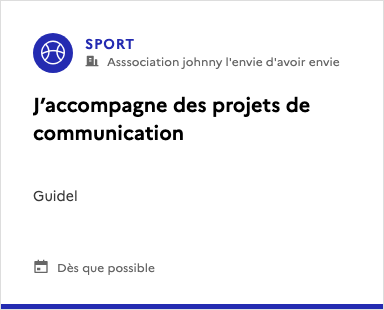 SPORT
Asssociation johnny l'envie d'avoir envie
J’accompagne des projets de
communication
Guidel
Dès que possible